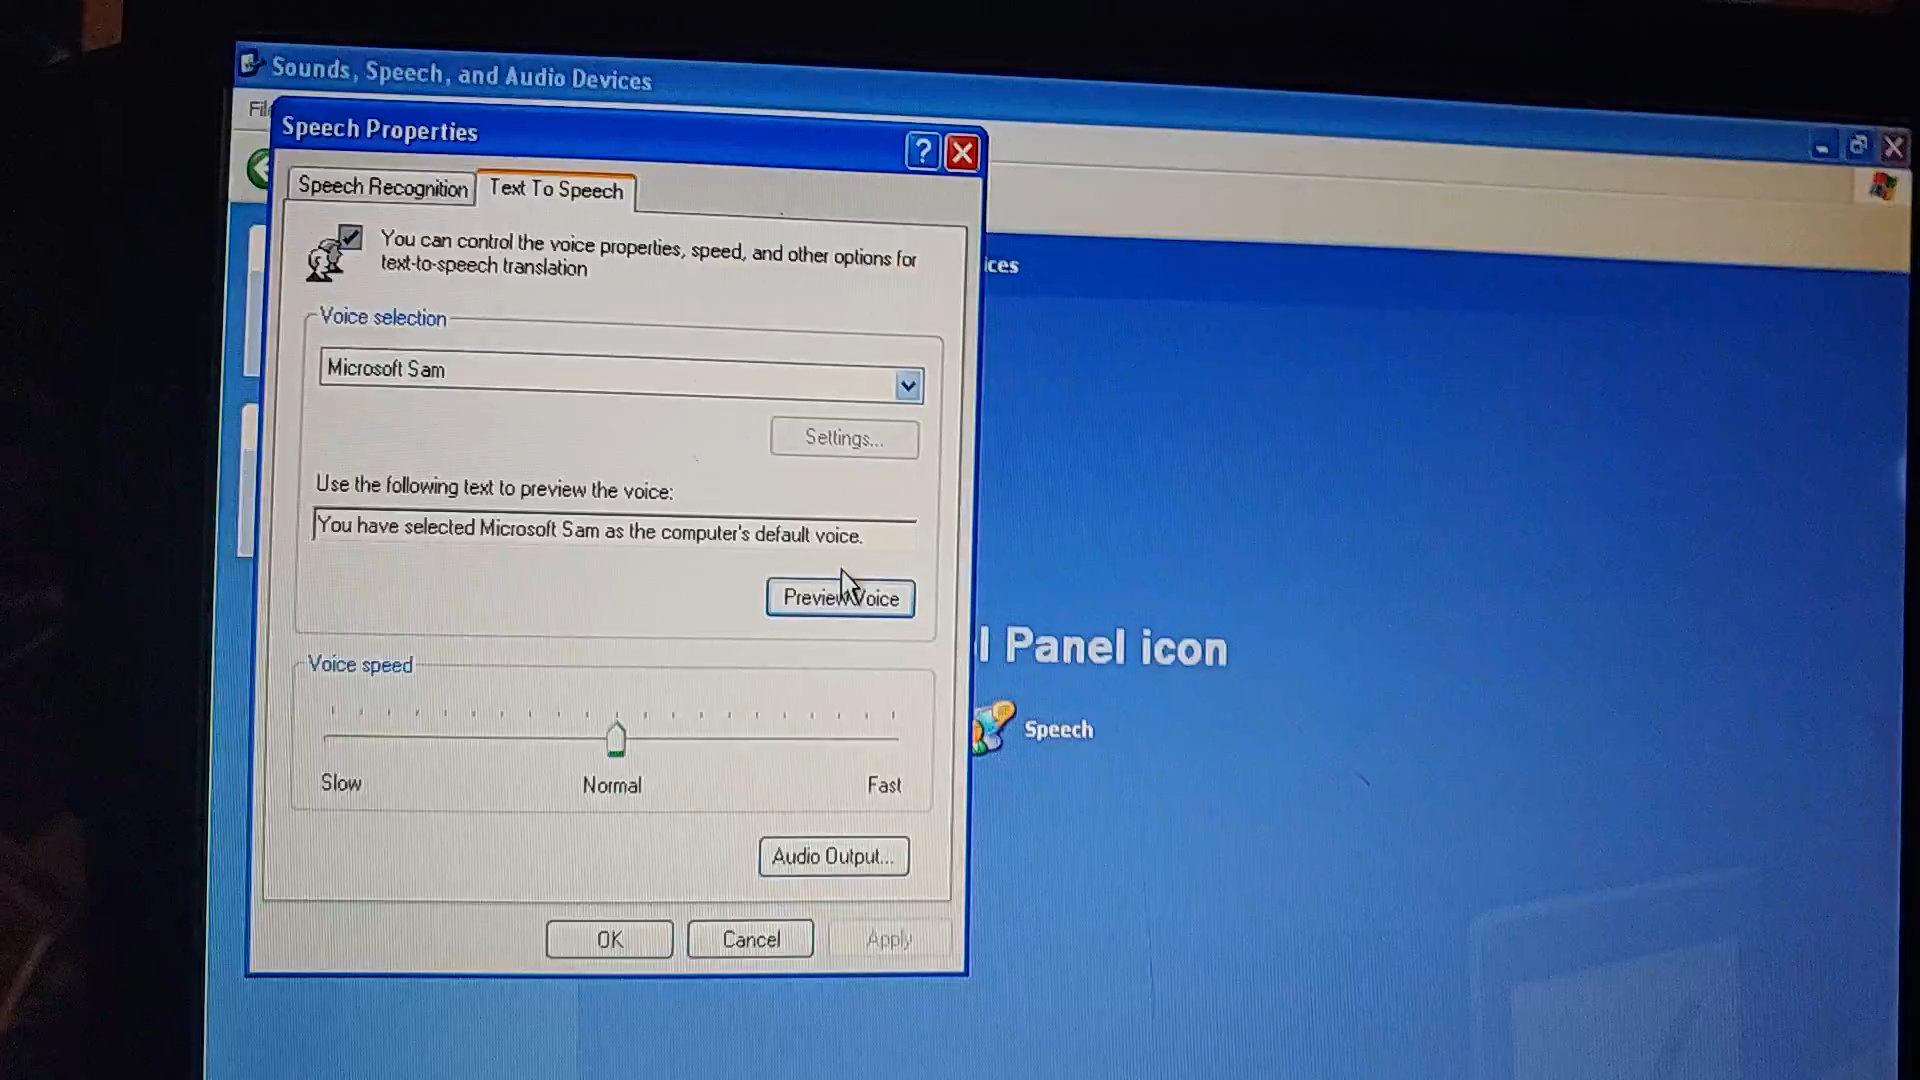 Sounds, Speech, and Audio Devices
Speech Properties
?
Speech Recognition
Text To Speech
You can control the voice properties, speed, and other options for
text-to-speech translation
ices
Voice selection
Microsoft Sam
Settings...
Use the following text to preview the voice:
You have selected Microsoft Sam as the computer's default voice.
Preview Voice
l Panel icon
Voice speed
Speech
Slow
Normal
Fast
Audio Output...
OK
Cancel
Apply